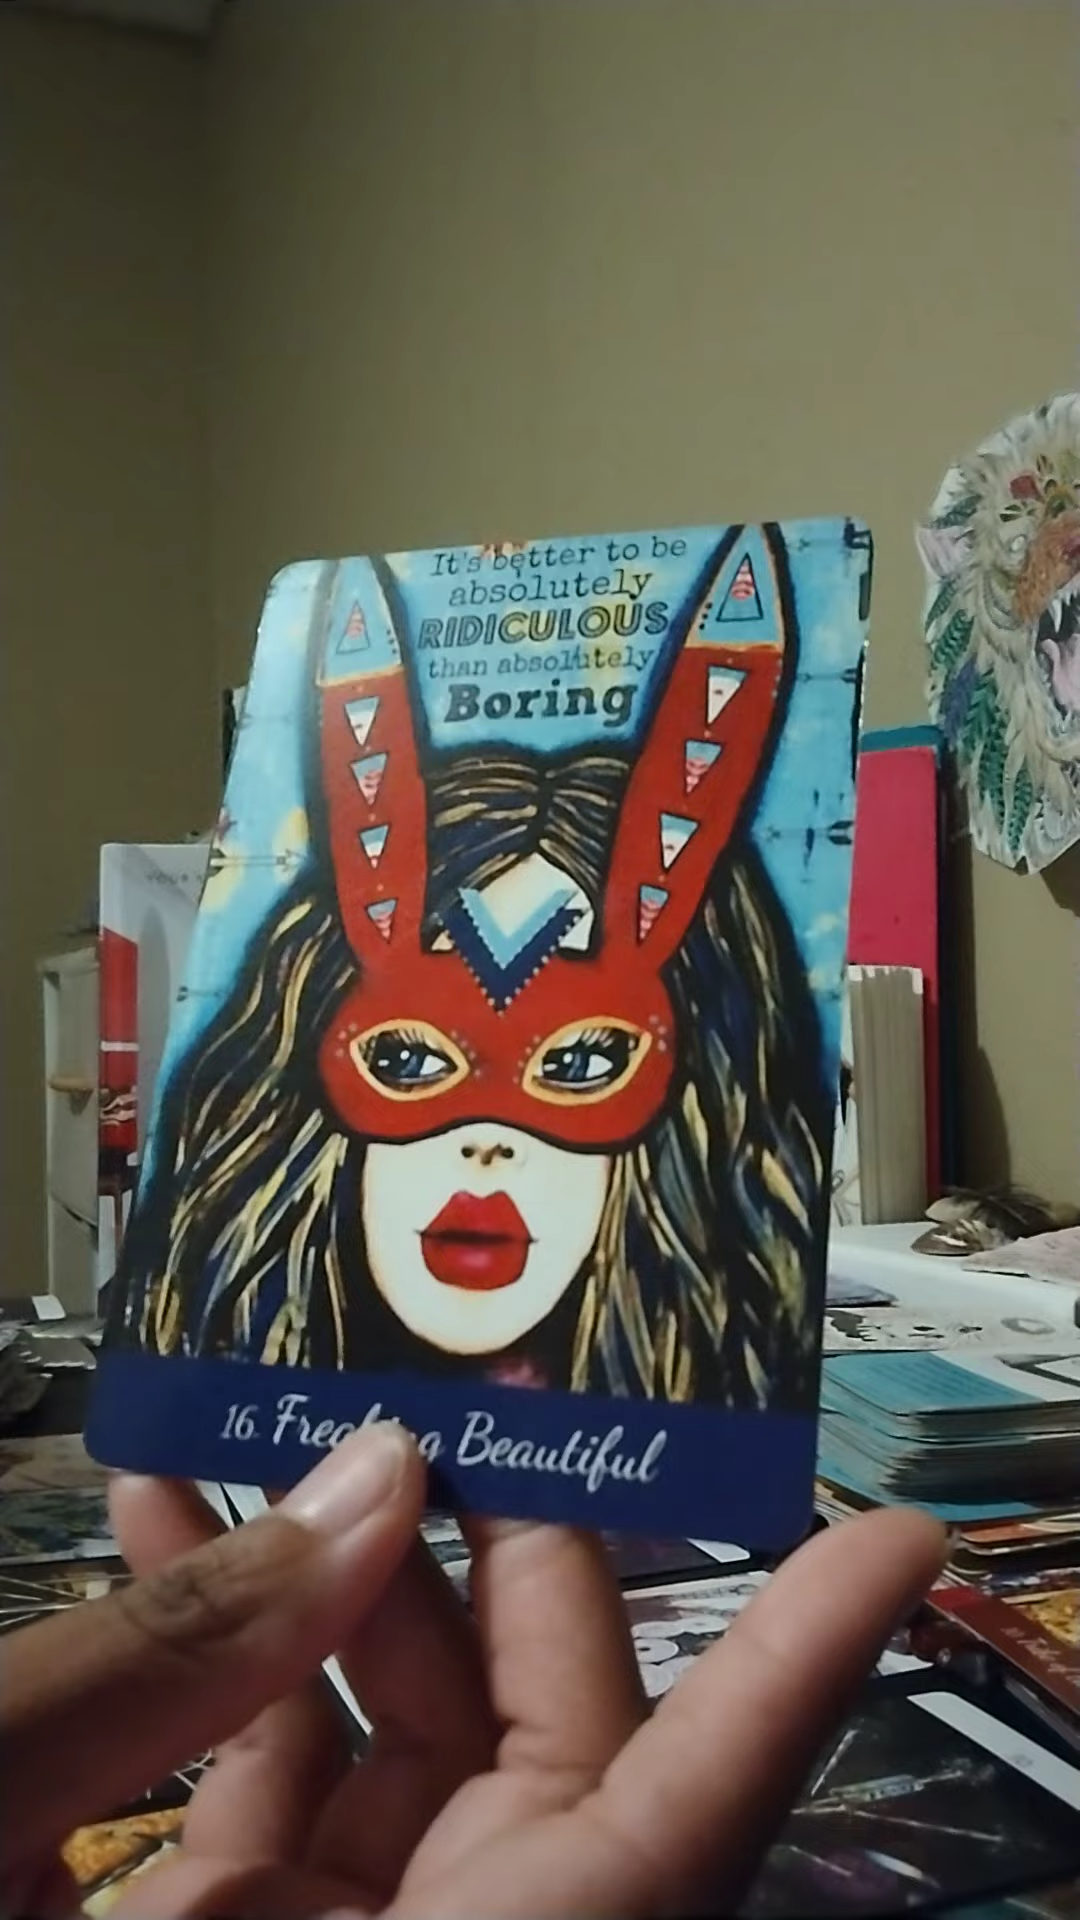 It's better to be
absolutely
RIDICULOUS
than absolutely
Boring
16. Freaking Beautiful